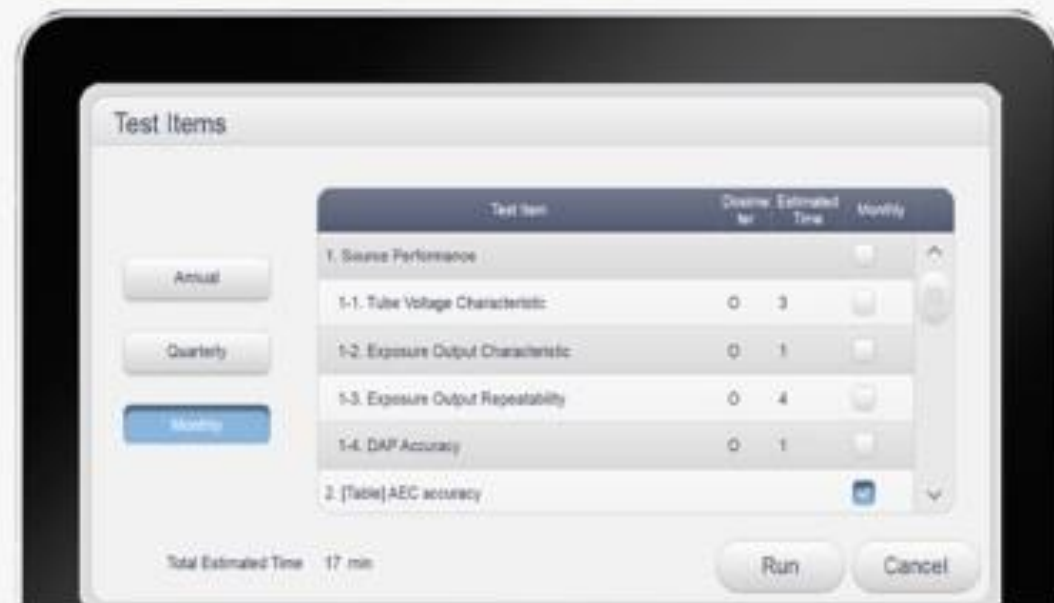 Test Items
Test Item Dosime Estimated Monthly
ter Time
1. Source Performance
Annual
1-1. Tube Voltage Characteristic O 3
Quarterly
1-2. Exposure Output Characteristic O 1
1-3. Exposure Output Repeatability O 4
Monthly
1-4. DAP Accuracy O 1
2. [Table] AEC accuracy
Total Estimated Time 17 min
Run Cancel